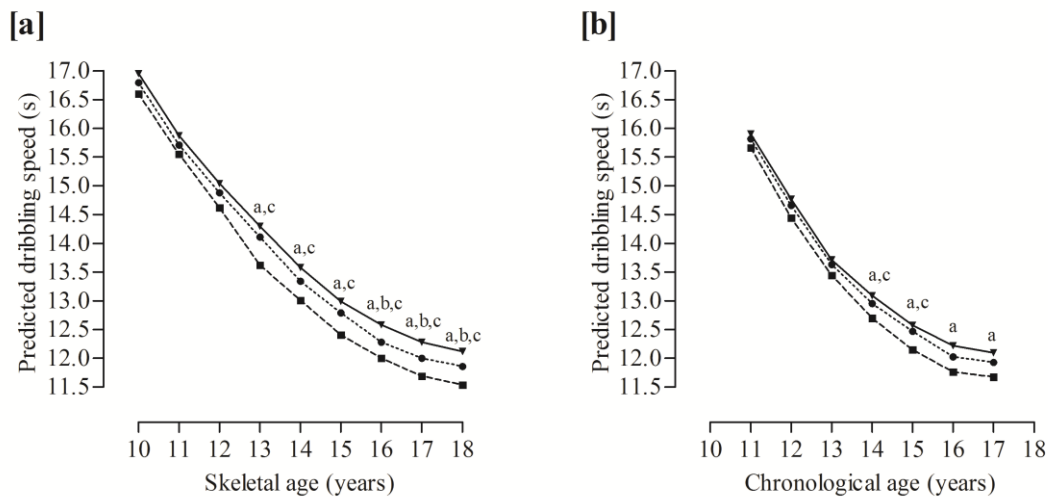 [a]
Predicted dribbling speed (s)
17.0
16.5
16.0
15.5
15.0
14.5
14.0
13.5
13.0
12.5
12.0
11.5
a,c
a,c
a,c
a,b,c
a,b,c
a,b,c
10 11 12 13 14 15 16 17 18
Skeletal age (years)
[b]
Predicted dribbling speed (s)
17.0
16.5
16.0
15.5
15.0
14.5
14.0
13.5
13.0
12.5
12.0
11.5
a,c
a,c
a
a
10 11 12 13 14 15 16 17 18
Chronological age (years)